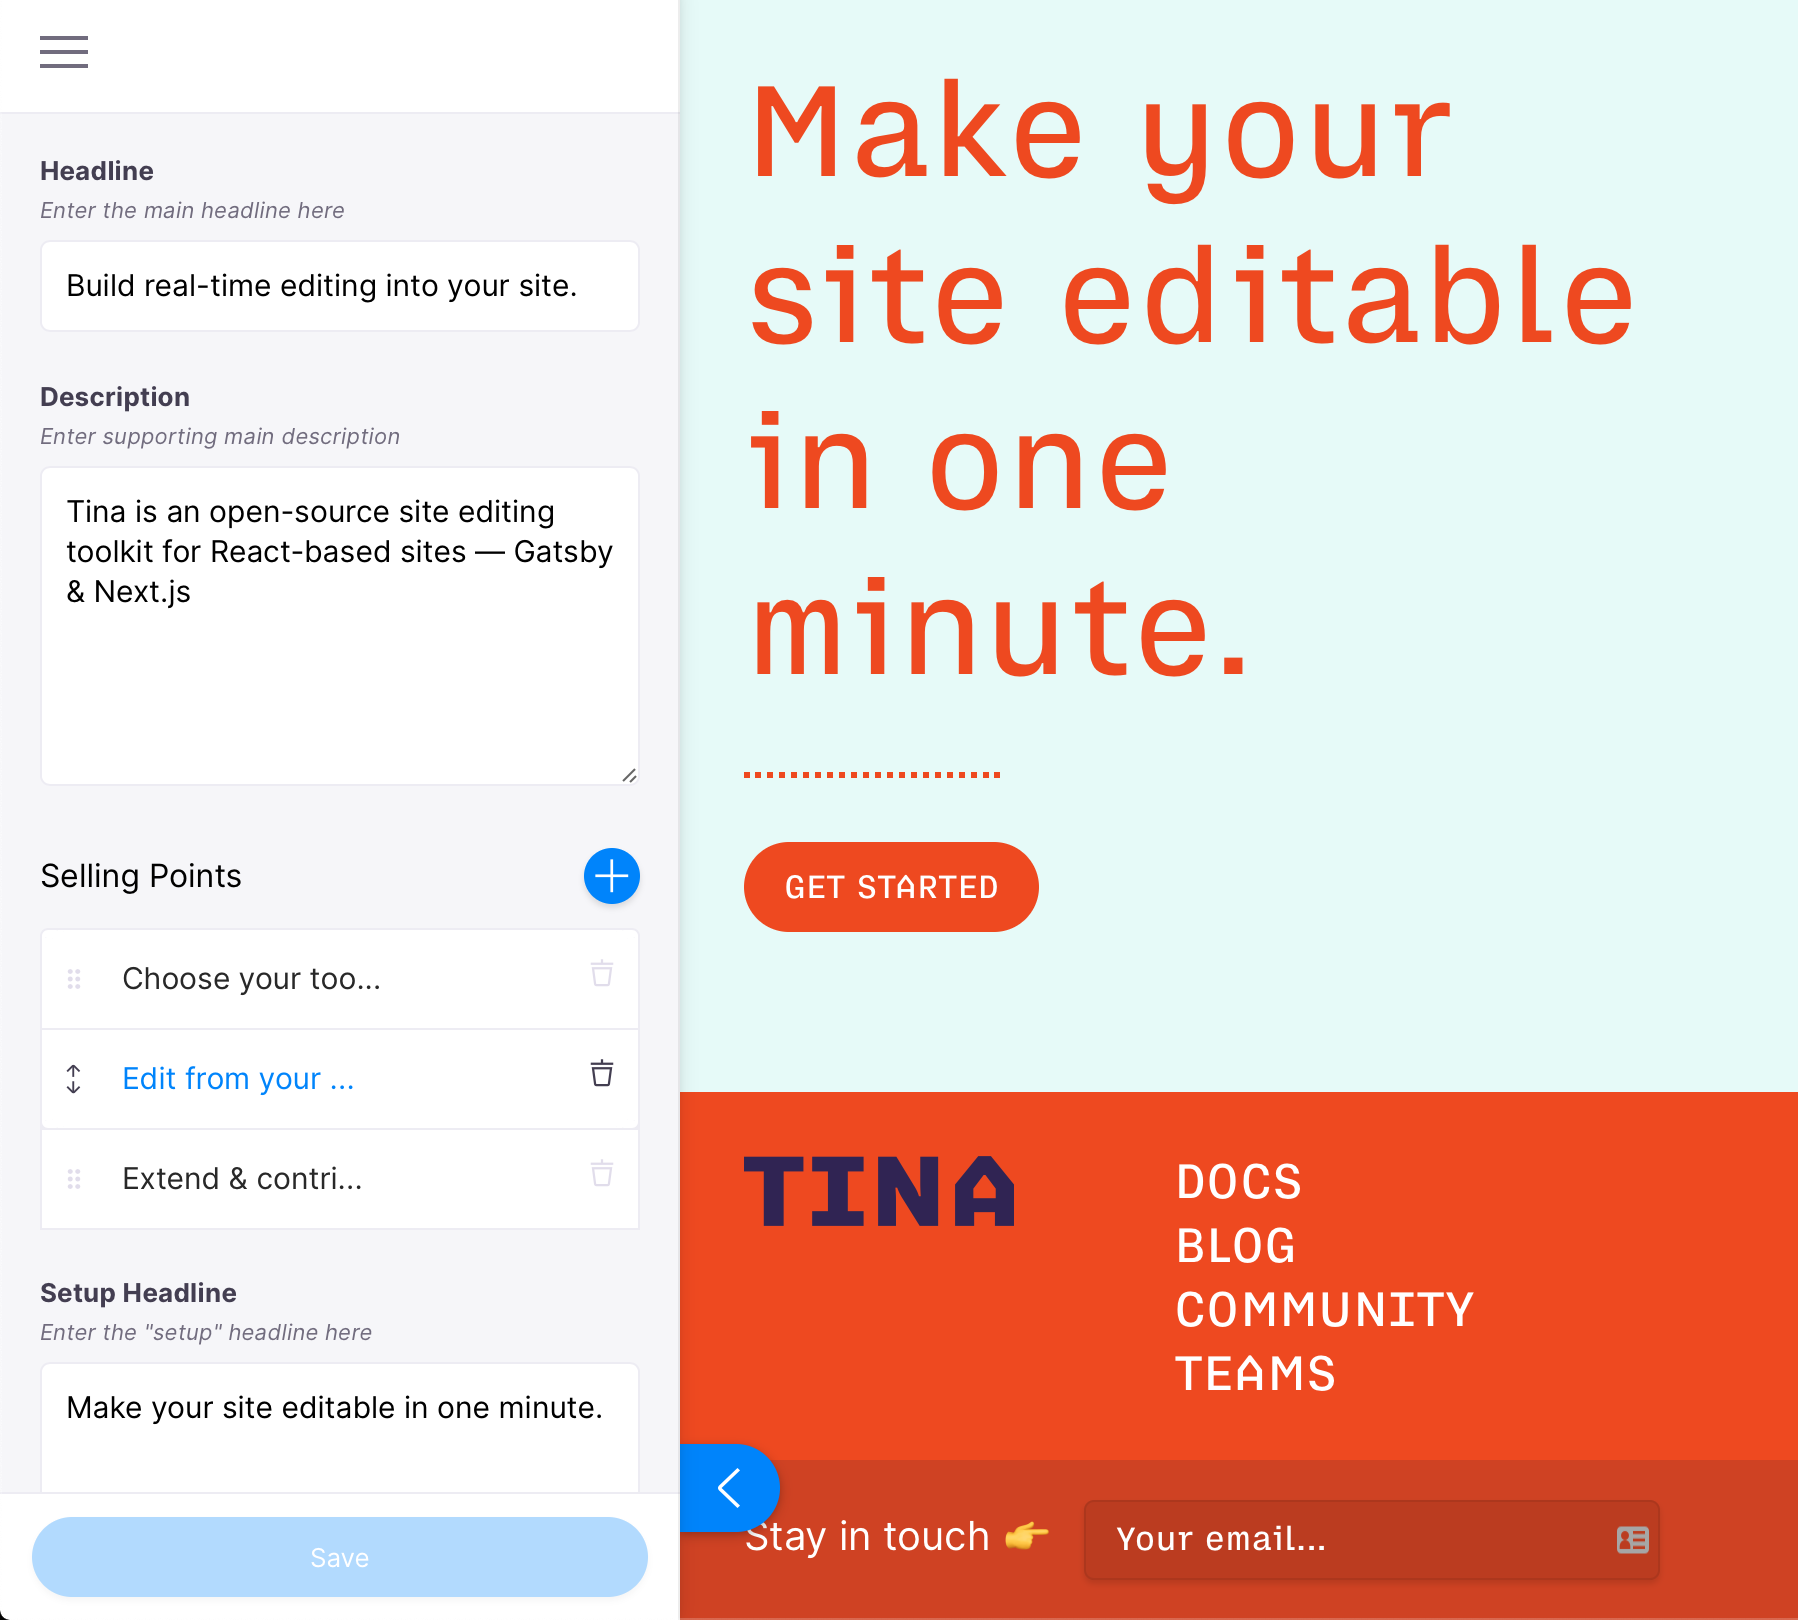 Headline
Enter the main headline here
Build real-time editing into your site.
Description
Enter supporting main description
Tina is an open-source site editing
toolkit for React-based sites — Gatsby
& Next.js
Selling Points
Choose your too...
Edit from your ...
Extend & contri...
Setup Headline
Enter the "setup" headline here
Make your site editable in one minute.
Save
Make your
site editable
in one
minute.
GET STARTED
TINA
DOCS
BLOG
COMMUNITY
TEAMS
Stay in touch 👉
Your email...